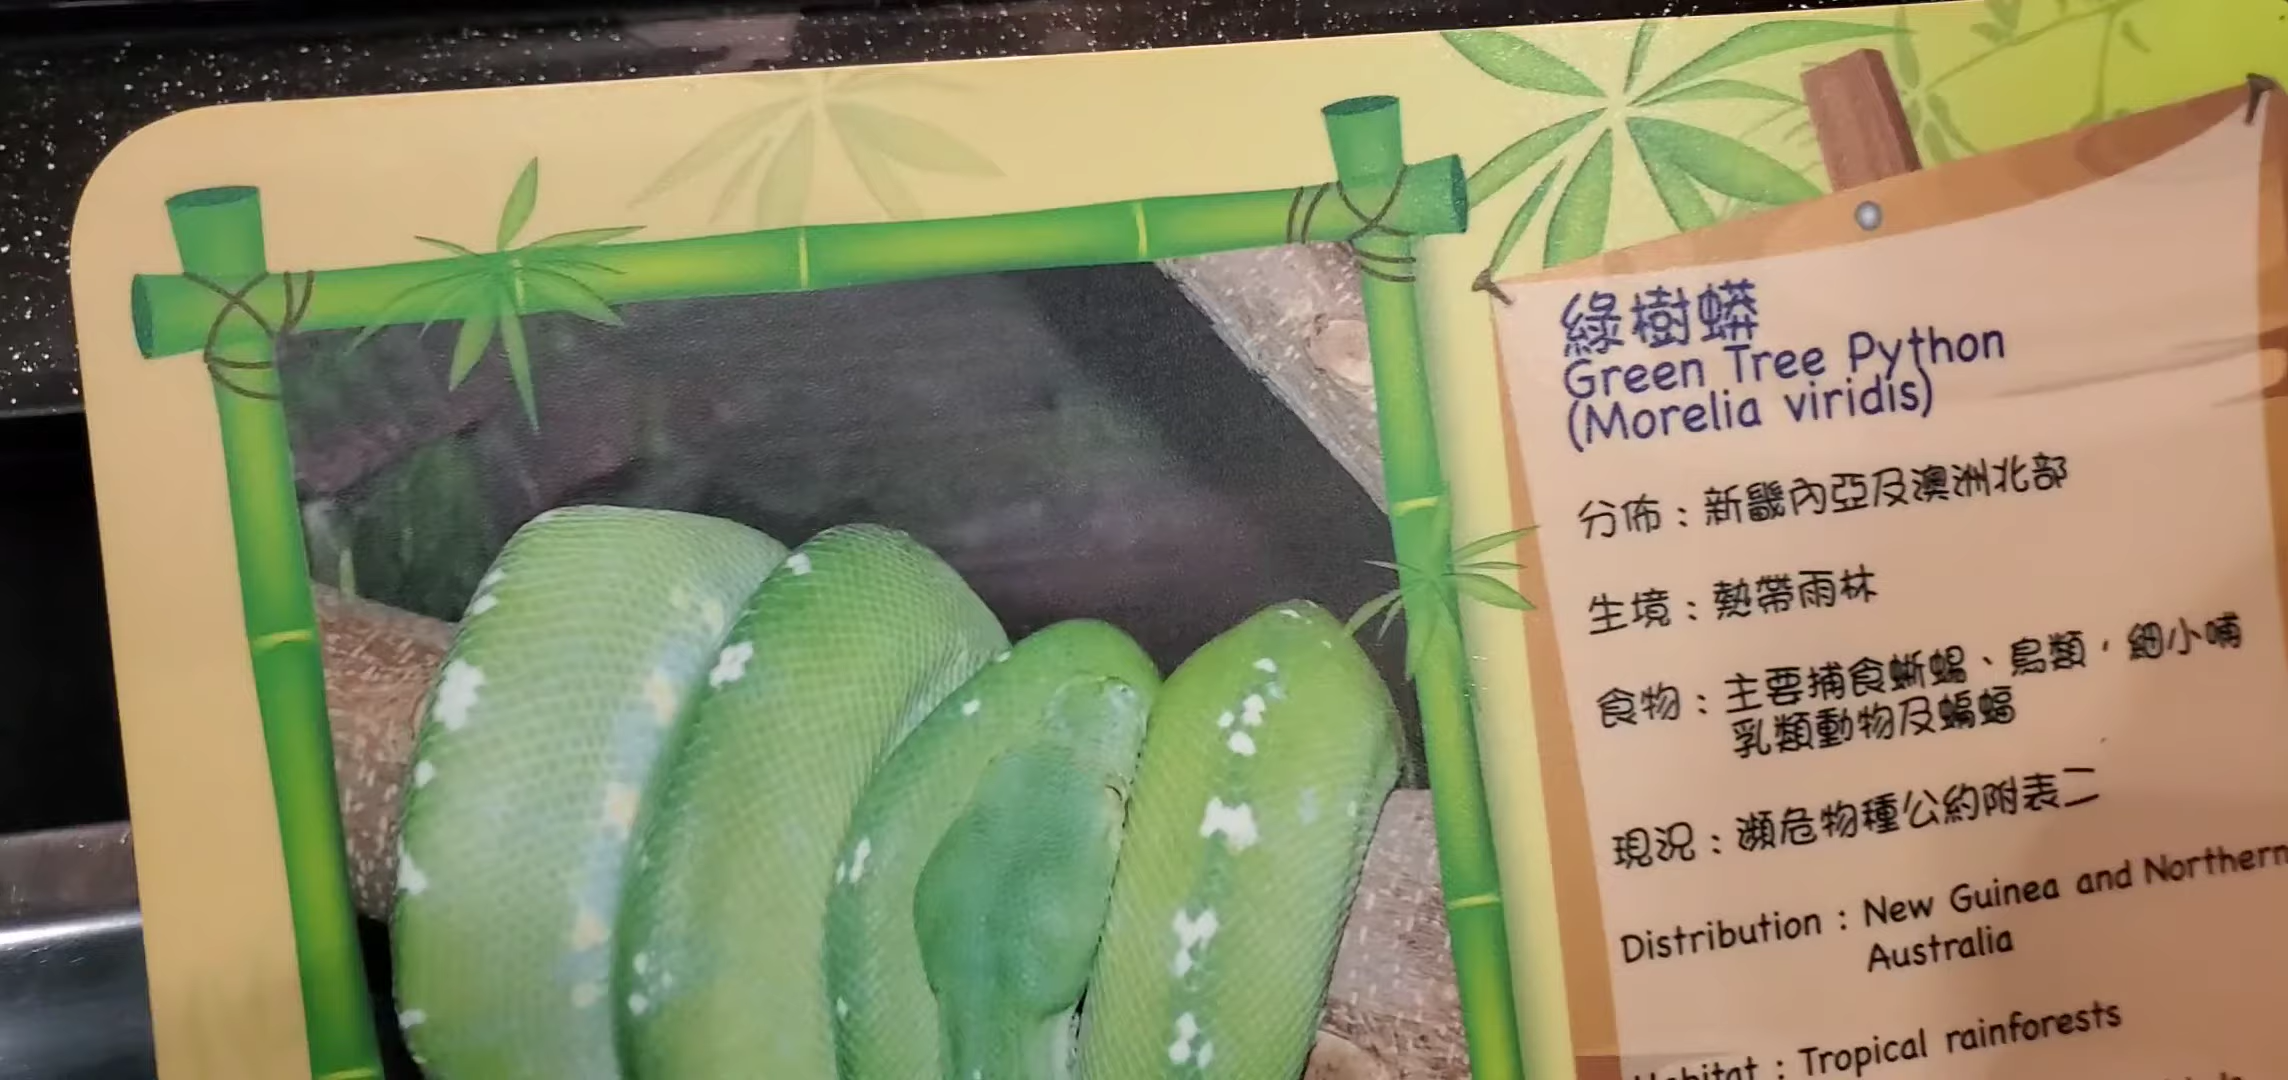 綠樹蟒
Green Tree Python
(Morelia viridis)
分佈：新畿內亞及澳洲北部
生境：熱帶雨林
食物：主要捕食蜥蜴、鳥類，細小哺
乳類動物及蝙蝠
現況：瀕危物種公約附表二
Distribution : New Guinea and Northern
Australia
Habitat : Tropical rainforests